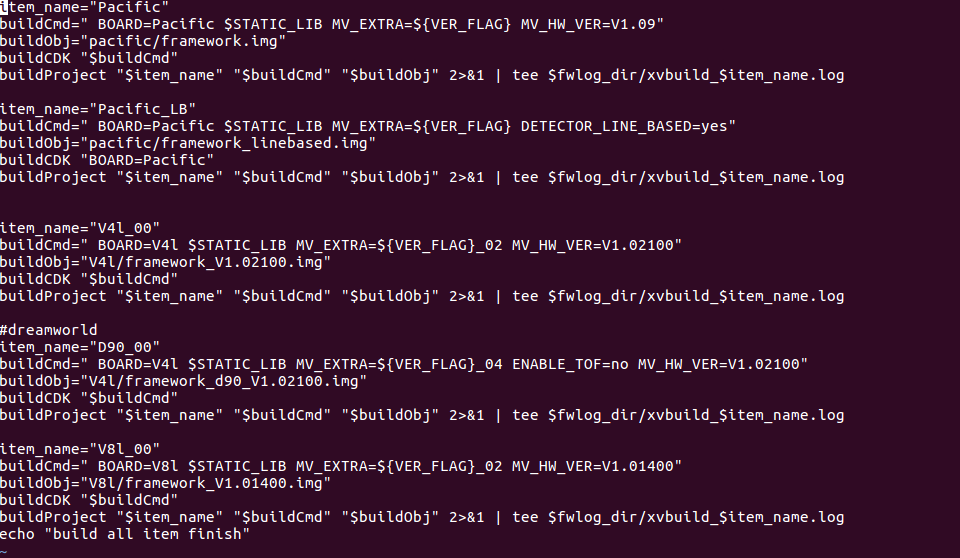 item_name="Pacific"
buildCmd=" BOARD=Pacific $STATIC_LIB MV_EXTRA=${VER_FLAG} MV_HW_VER=V1.09"
buildObj="pacific/framework.img"
buildCDK "$buildCmd"
buildProject "$item_name" "$buildCmd" "$buildObj" 2>&1 | tee $fwlog_dir/xvbuild_$item_name.log

item_name="Pacific_LB"
buildCmd=" BOARD=Pacific $STATIC_LIB MV_EXTRA=${VER_FLAG} DETECTOR_LINE_BASED=yes"
buildObj="pacific/framework_linebased.img"
buildCDK "BOARD=Pacific"
buildProject "$item_name" "$buildCmd" "$buildObj" 2>&1 | tee $fwlog_dir/xvbuild_$item_name.log


item_name="V4l_00"
buildCmd=" BOARD=V4l $STATIC_LIB MV_EXTRA=${VER_FLAG}_02 MV_HW_VER=V1.02100"
buildObj="V4l/framework_V1.02100.img"
buildCDK "$buildCmd"
buildProject "$item_name" "$buildCmd" "$buildObj" 2>&1 | tee $fwlog_dir/xvbuild_$item_name.log

#dreamworld
item_name="D90_00"
buildCmd=" BOARD=V4l $STATIC_LIB MV_EXTRA=${VER_FLAG}_04 ENABLE_TOF=no MV_HW_VER=V1.02100"
buildObj="V4l/framework_d90_V1.02100.img"
buildCDK "$buildCmd"
buildProject "$item_name" "$buildCmd" "$buildObj" 2>&1 | tee $fwlog_dir/xvbuild_$item_name.log

item_name="V8l_00"
buildCmd=" BOARD=V8l $STATIC_LIB MV_EXTRA=${VER_FLAG}_02 MV_HW_VER=V1.01400"
buildObj="V8l/framework_V1.01400.img"
buildCDK "$buildCmd"
buildProject "$item_name" "$buildCmd" "$buildObj" 2>&1 | tee $fwlog_dir/xvbuild_$item_name.log
echo "build all item finish"
~